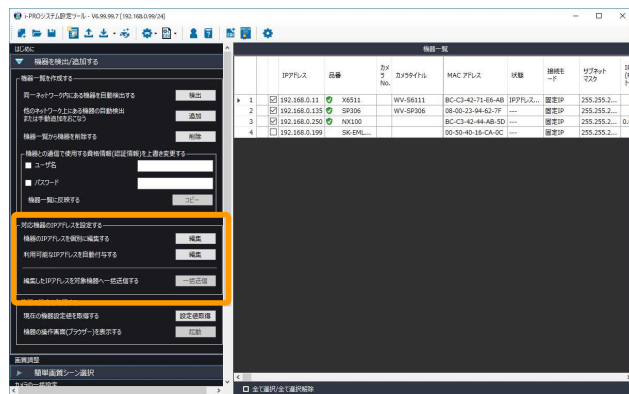 i-PROシステム設定ツール - V6.99.99.7 [192.168.0.99/24]
はじめに
機器を検出/追加する
機器一覧を作成する
同一ネットワーク内にある機器を自動検出する 検出
他のネットワーク上にある機器の自動検出
または手動追加をおこなう 追加
機器一覧から機器を削除する 削除
機器との通信で使用する資格情報(認証情報)を上書き変更する
ユーザ名
パスワード
機器一覧に反映する コピー
対応機器のIPアドレスを設定する
機器のIPアドレスを個別に編集する 編集
利用可能なIPアドレスを自動付与する 編集
編集したIPアドレスを対象機器へ一括送信する 一括送信
現在の機器設定値を取得する 設定値取得
機器の操作画面(ブラウザー)を表示する 起動
画質調整
簡単画質シーン選択
カメラの一括設定
機器一覧
IPアドレス 品番 カメラNo. カメラタイトル MAC アドレス 状態 接続モード サブネットマスク
1 192.168.0.11 X6511 WV-S6111 BC-C3-42-71-E6-AB IPアドレス... 固定IP 255.255.2...
2 192.168.0.135 SP306 WV-SP306 08-00-23-94-62-7F --- 固定IP 255.255.2...
3 192.168.0.250 NX100 BC-C3-42-44-AB-5D --- 固定IP 255.255.2... 0.
4 192.168.0.199 SK-EML... 00-50-40-16-CA-0C --- 固定IP 255.255.2...
全て選択/全て選択解除